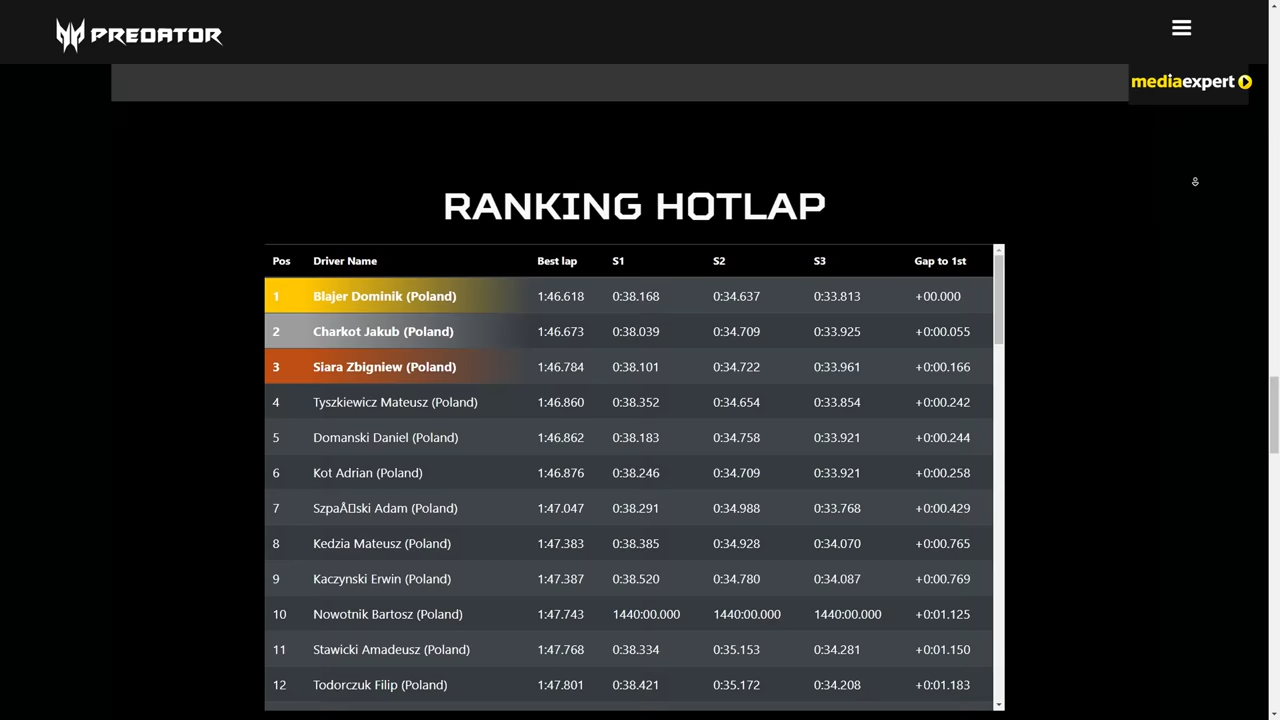 PREDATOR
mediaexpert
RANKING HOTLAP
Pos Driver Name Best lap S1 S2 S3 Gap to 1st
1 Blajer Dominik (Poland) 1:46.618 0:38.168 0:34.637 0:33.813 +00.000
2 Charkot Jakub (Poland) 1:46.673 0:38.039 0:34.709 0:33.925 +0:00.055
3 Siara Zbigniew (Poland) 1:46.784 0:38.101 0:34.722 0:33.961 +0:00.166
4 Tyszkiewicz Mateusz (Poland) 1:46.860 0:38.352 0:34.654 0:33.854 +0:00.242
5 Domanski Daniel (Poland) 1:46.862 0:38.183 0:34.758 0:33.921 +0:00.244
6 Kot Adrian (Poland) 1:46.876 0:38.246 0:34.709 0:33.921 +0:00.258
7 SzpaÅ□ski Adam (Poland) 1:47.047 0:38.291 0:34.988 0:33.768 +0:00.429
8 Kedzia Mateusz (Poland) 1:47.383 0:38.385 0:34.928 0:34.070 +0:00.765
9 Kaczynski Erwin (Poland) 1:47.387 0:38.520 0:34.780 0:34.087 +0:00.769
10 Nowotnik Bartosz (Poland) 1:47.743 1440:00.000 1440:00.000 1440:00.000 +0:01.125
11 Stawicki Amadeusz (Poland) 1:47.768 0:38.334 0:35.153 0:34.281 +0:01.150
12 Todorczuk Filip (Poland) 1:47.801 0:38.421 0:35.172 0:34.208 +0:01.183